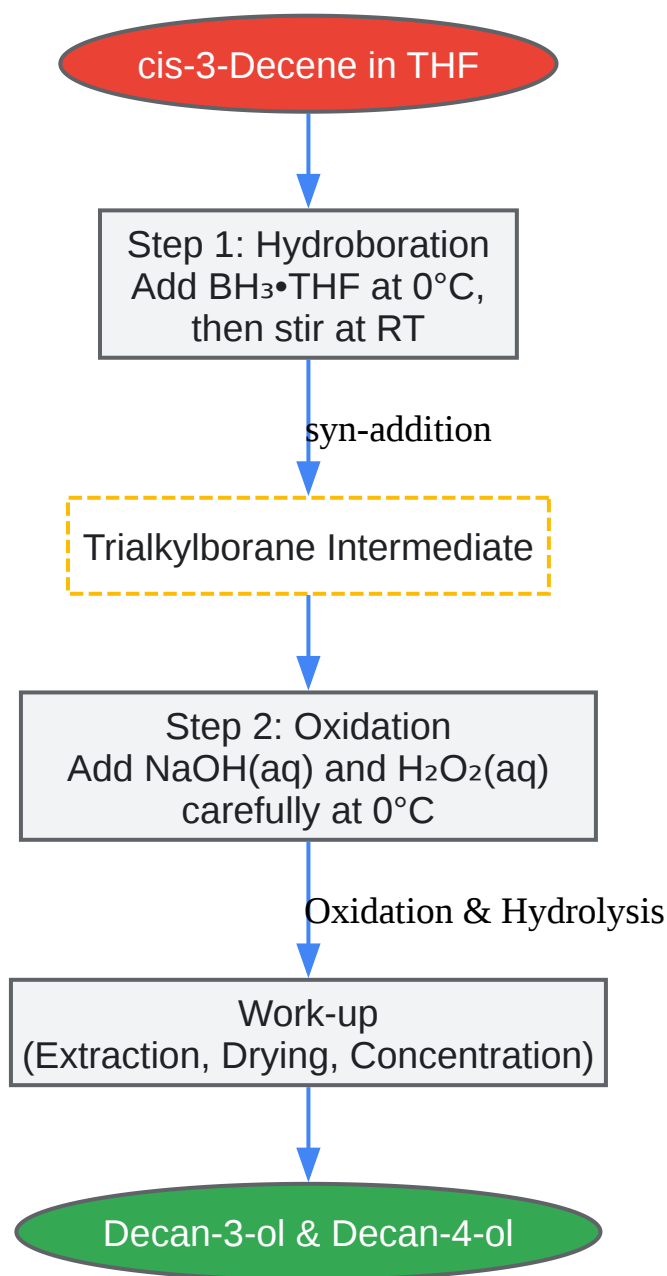 cis-3-Decene in THF
Step 1: Hydroboration
Add BH₃•THF at 0°C,
then stir at RT
syn-addition
Trialkylborane Intermediate
Step 2: Oxidation
Add NaOH(aq) and H₂O₂(aq)
carefully at 0°C
Oxidation & Hydrolysis
Work-up
(Extraction, Drying, Concentration)
Decan-3-ol & Decan-4-ol